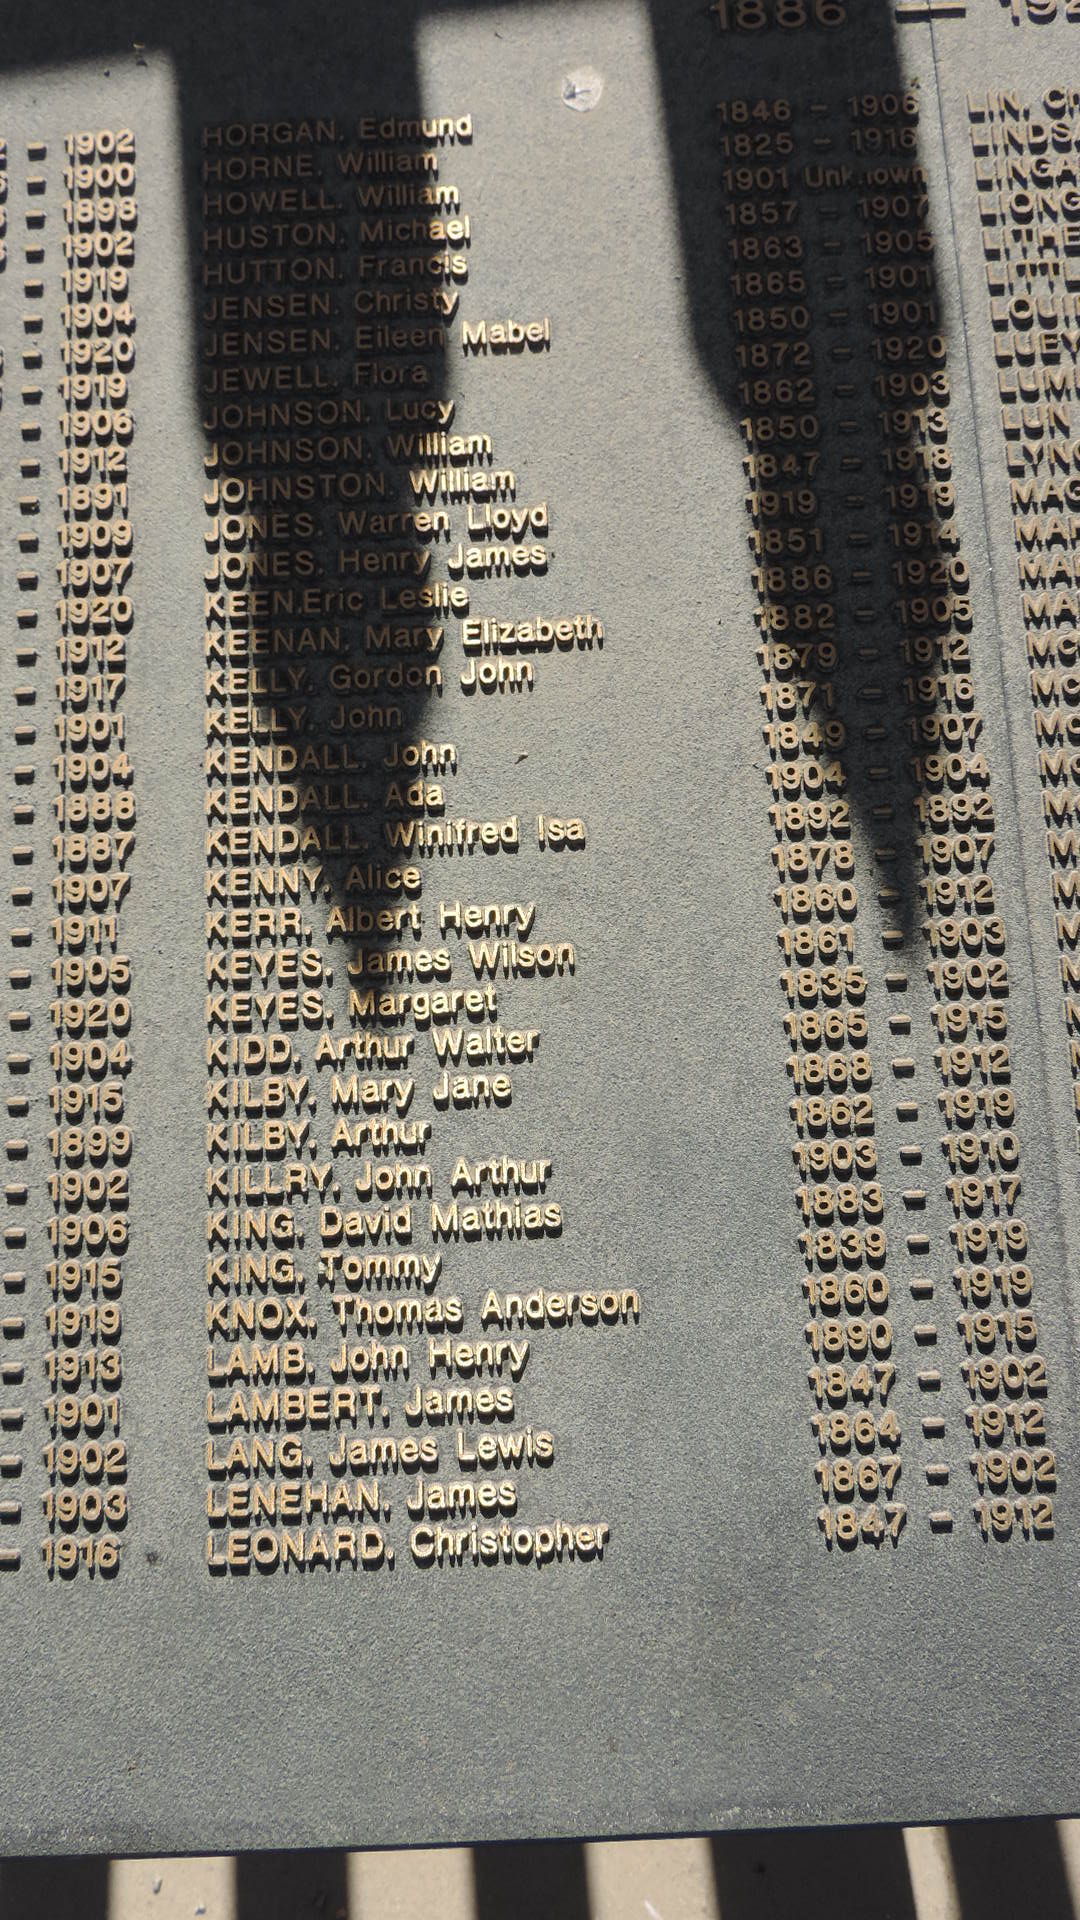 1886 –
- 1902
- 1900
- 1898
- 1902
- 1919
- 1904
- 1920
- 1919
- 1906
- 1912
- 1891
- 1909
- 1907
- 1920
- 1912
- 1917
- 1901
- 1904
- 1888
- 1887
- 1907
- 1911
- 1905
- 1920
- 1904
- 1915
- 1899
- 1902
- 1906
- 1915
- 1919
- 1913
- 1901
- 1902
- 1903
- 1916
HORGAN, Edmund 1846 - 1906
HORNE, William 1825 - 1916
HOWELL, William 1901 Unknown
HUSTON, Michael 1857 - 1907
HUTTON, Francis 1863 - 1905
JENSEN, Christy 1865 - 1901
JENSEN, Eileen Mabel 1850 - 1901
JEWELL, Flora 1872 - 1920
JOHNSON, Lucy 1862 - 1903
JOHNSON, William 1850 - 1913
JOHNSTON, William 1847 - 1918
JONES, Warren Lloyd 1919 - 1919
JONES, Henry James 1851 - 1914
KEEN,Eric Leslie 1886 - 1920
KEENAN, Mary Elizabeth 1882 - 1905
KELLY, Gordon John 1879 - 1912
KELLY, John 1871 - 1916
KENDALL, John 1849 - 1907
KENDALL, Ada 1904 - 1904
KENDALL, Winifred Isa 1892 - 1892
KENNY, Alice 1878 - 1907
KERR, Albert Henry 1860 - 1912
KEYES, James Wilson 1861 - 1903
KEYES, Margaret 1835 - 1902
KIDD, Arthur Walter 1865 - 1915
KILBY, Mary Jane 1868 - 1912
KILBY, Arthur 1862 - 1919
KILLRY, John Arthur 1903 - 1910
KING, David Mathias 1883 - 1917
KING, Tommy 1839 - 1919
KNOX, Thomas Anderson 1860 - 1919
LAMB, John Henry 1890 - 1915
LAMBERT, James 1847 - 1902
LANG, James Lewis 1864 - 1912
LENEHAN, James 1867 - 1902
LEONARD, Christopher 1847 - 1912
LIN,
LUN